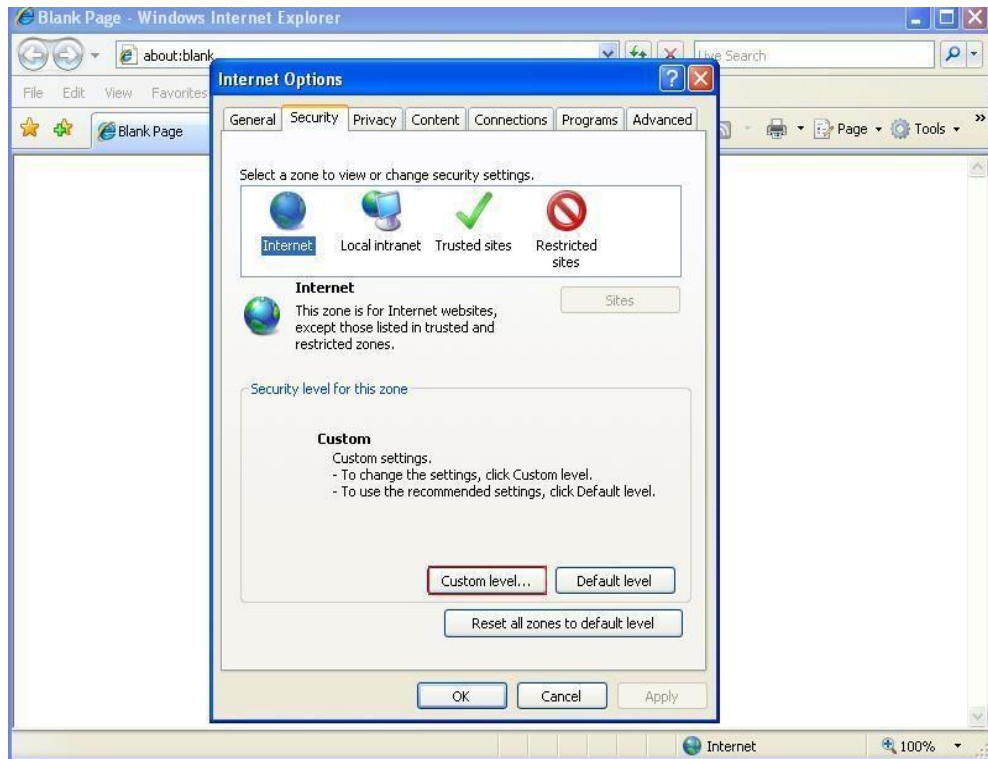 Blank Page - Windows Internet Explorer
about:blank
Live Search
File Edit View Favorites
Blank Page
Page
Tools
»
Internet Options
General Security Privacy Content Connections Programs Advanced
Select a zone to view or change security settings.
Internet
Local intranet
Trusted sites
Restricted
sites
Internet
This zone is for Internet websites,
except those listed in trusted and
restricted zones.
Sites
Security level for this zone
Custom
Custom settings.
- To change the settings, click Custom level.
- To use the recommended settings, click Default level.
Custom level... Default level
Reset all zones to default level
OK Cancel Apply
Internet 100%